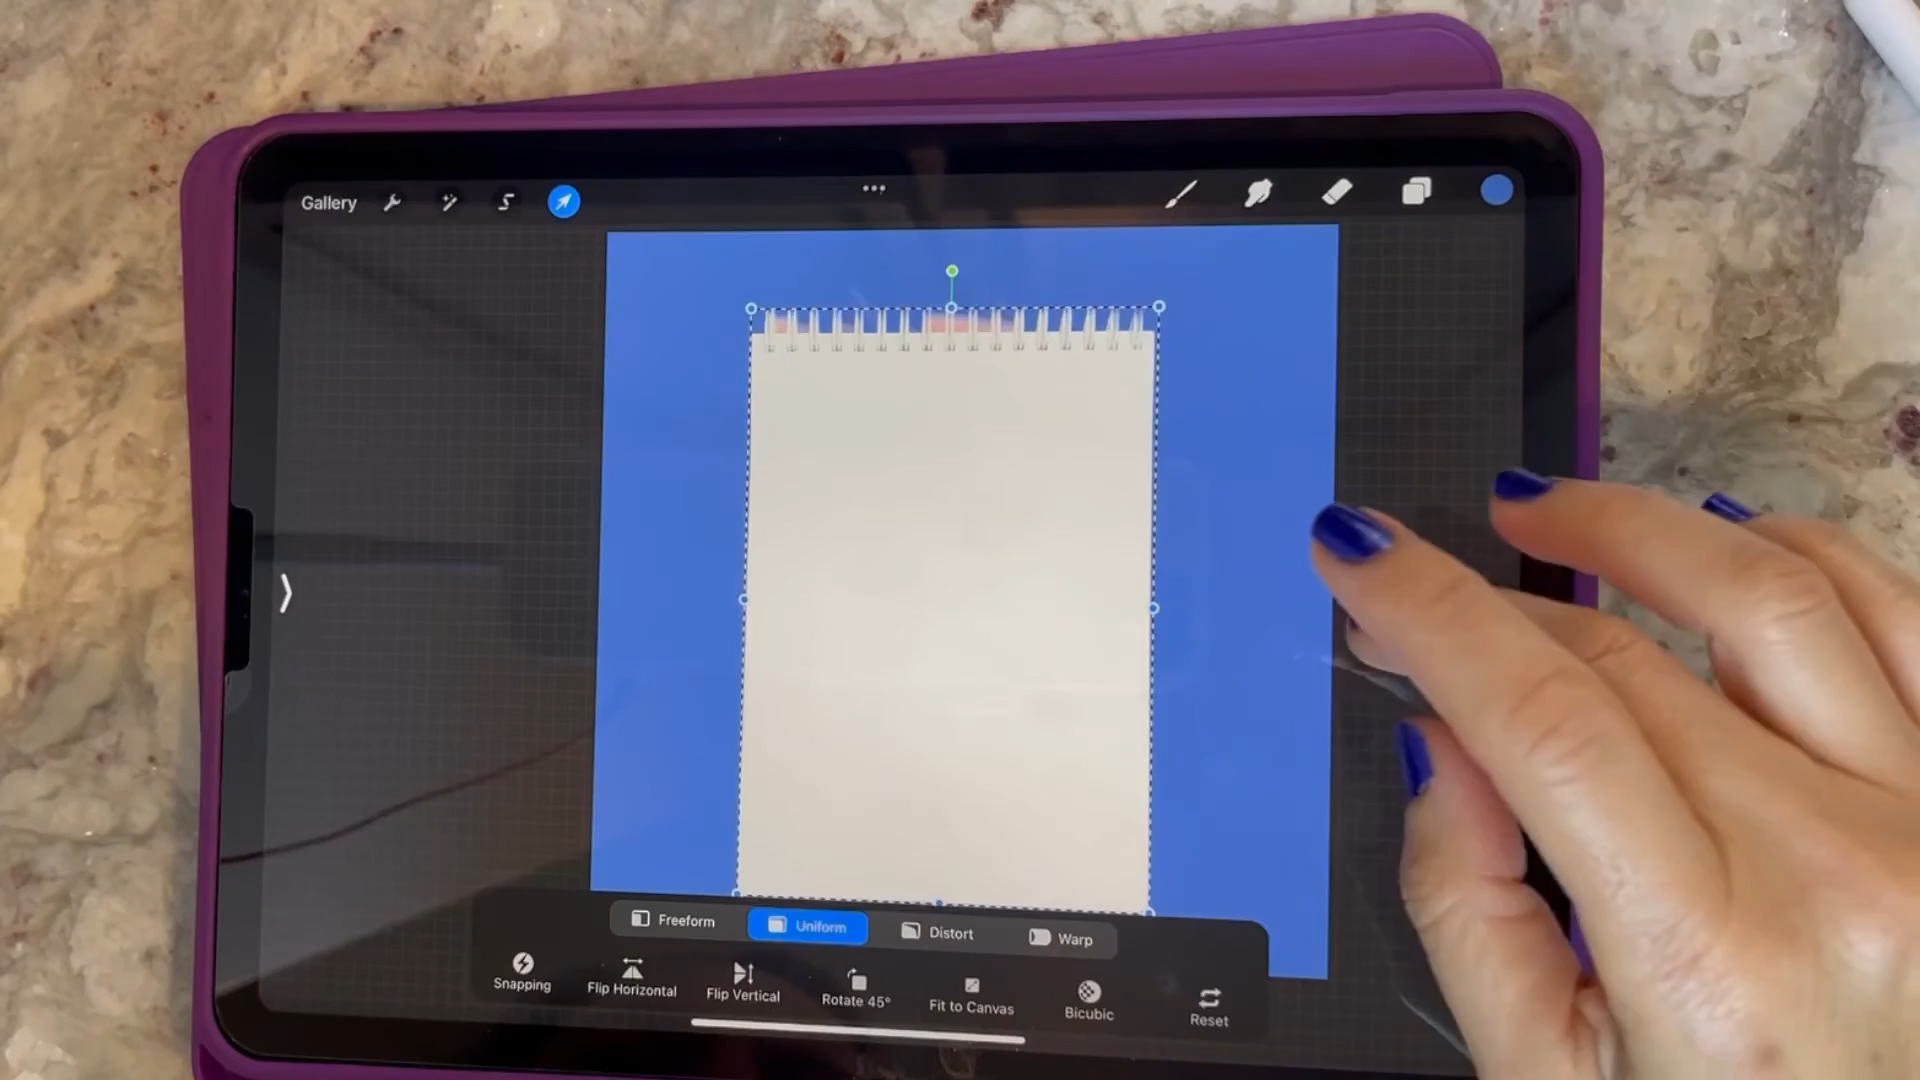 Gallery
Freeform Uniform Distort Warp
Snapping Flip Horizontal Flip Vertical Rotate 45° Fit to Canvas Bicubic Reset